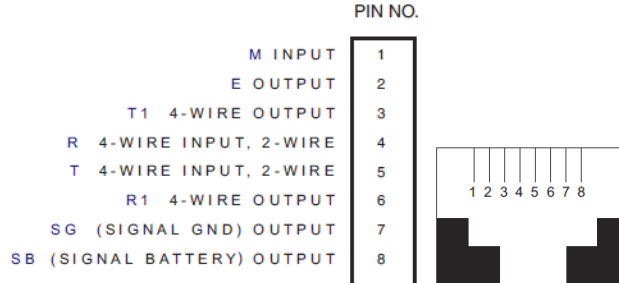 PIN NO.
M INPUT 1
E OUTPUT 2
T1 4-WIRE OUTPUT 3
R 4-WIRE INPUT, 2-WIRE 4
T 4-WIRE INPUT, 2-WIRE 5
R1 4-WIRE OUTPUT 6
SG (SIGNAL GND) OUTPUT 7
SB (SIGNAL BATTERY) OUTPUT 8
1 2 3 4 5 6 7 8